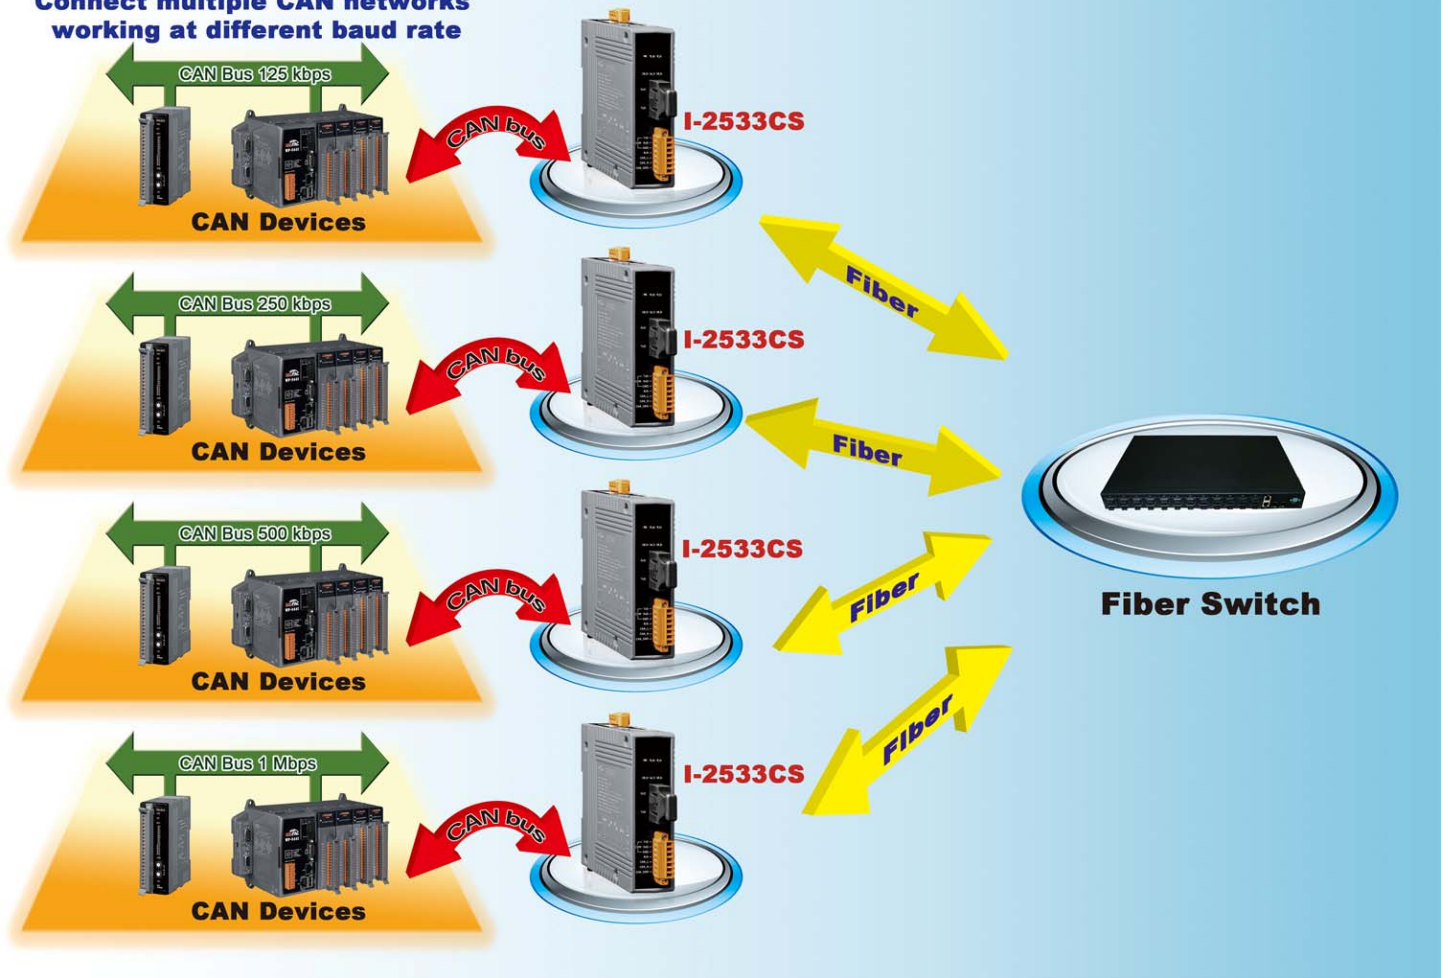 Connect multiple CAN networks
working at different baud rate
CAN Bus 125 kbps
CAN bus
I-2533CS
CAN Devices
Fiber
CAN Bus 250 kbps
CAN bus
I-2533CS
CAN Devices
Fiber
Fiber Switch
CAN Bus 500 kbps
CAN bus
I-2533CS
CAN Devices
Fiber
CAN Bus 1 Mbps
CAN bus
I-2533CS
CAN Devices
Fiber